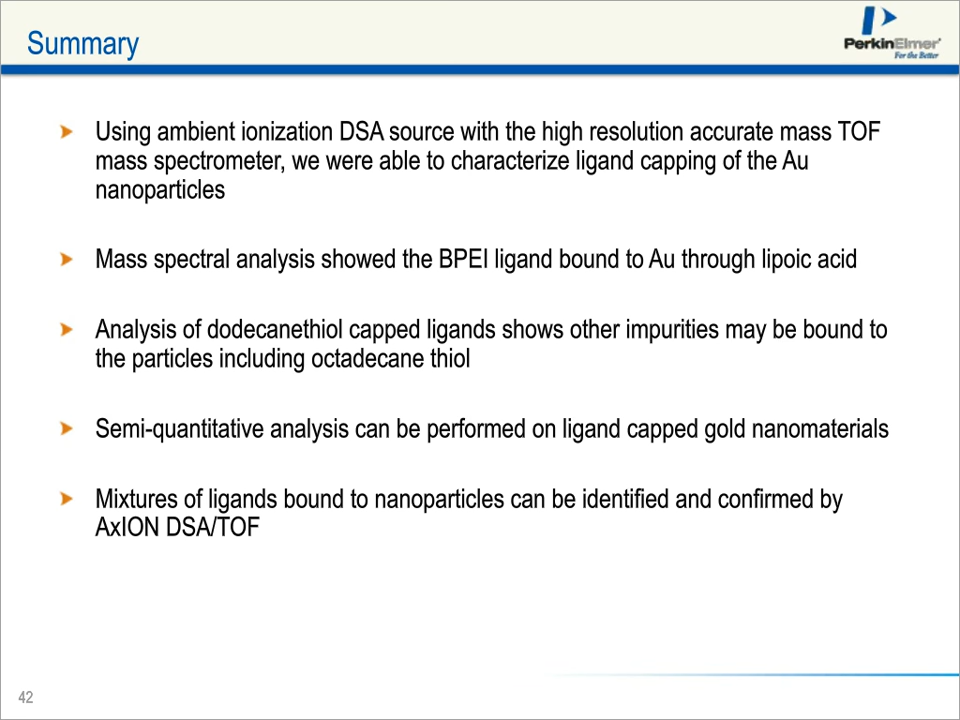 Summary
PerkinElmer
For the Better
Using ambient ionization DSA source with the high resolution accurate mass TOF
mass spectrometer, we were able to characterize ligand capping of the Au
nanoparticles
Mass spectral analysis showed the BPEI ligand bound to Au through lipoic acid
Analysis of dodecanethiol capped ligands shows other impurities may be bound to
the particles including octadecane thiol
Semi-quantitative analysis can be performed on ligand capped gold nanomaterials
Mixtures of ligands bound to nanoparticles can be identified and confirmed by
AxION DSA/TOF
42